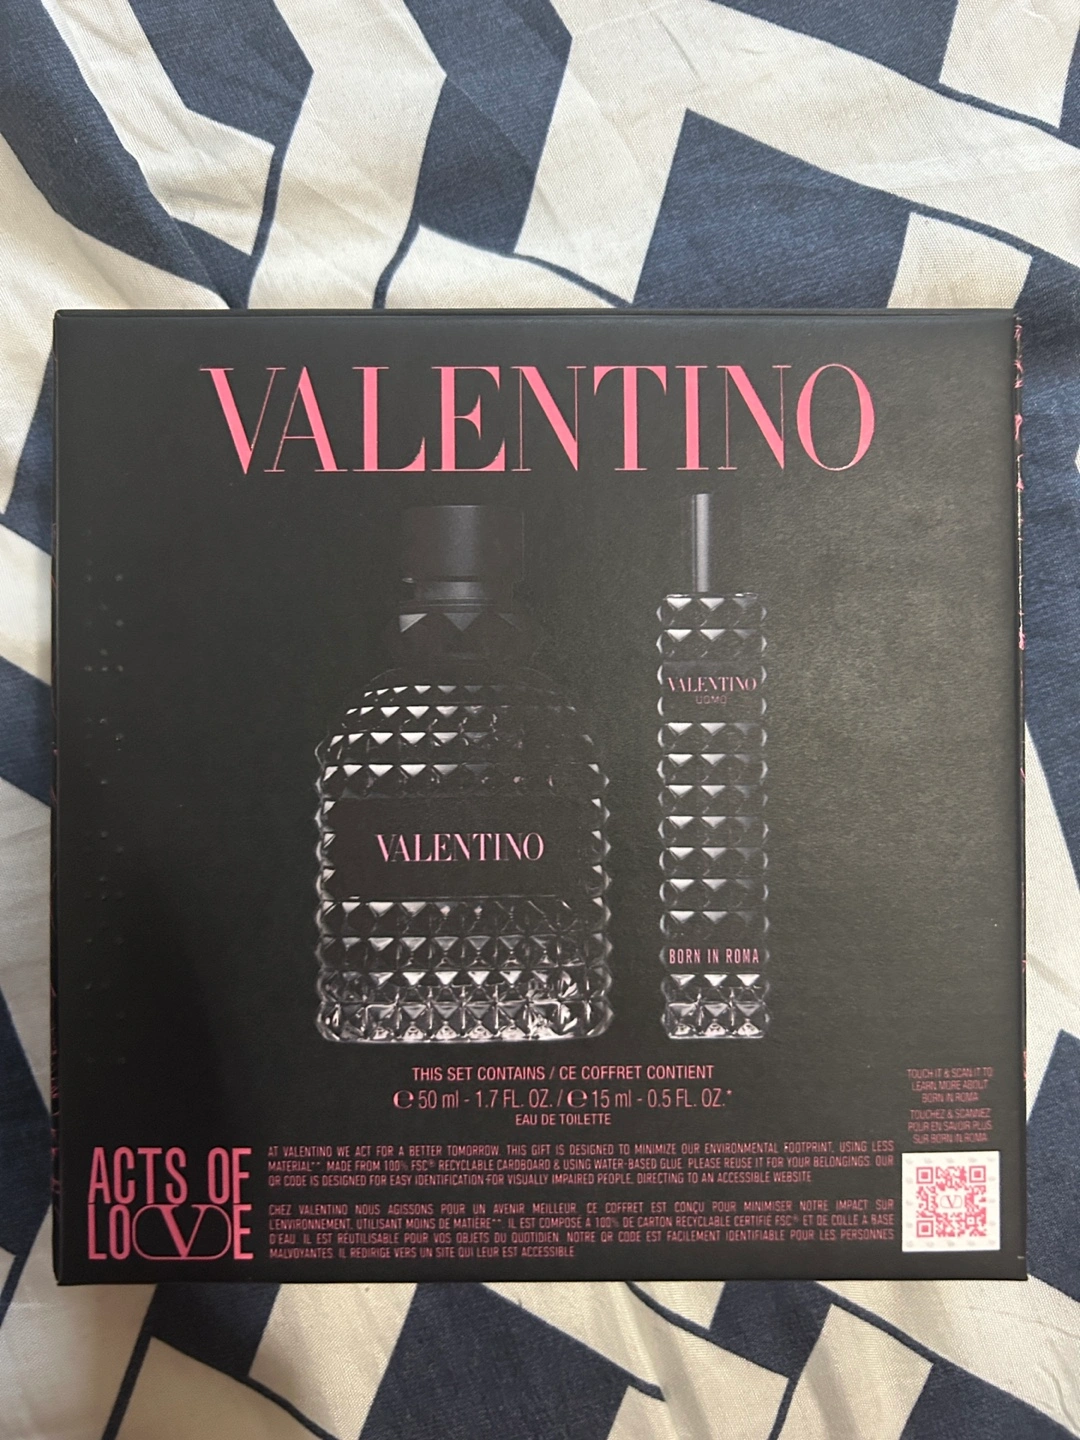 VALENTINO
VALENTINO
UOMO
VALENTINO
BORN IN ROMA
THIS SET CONTAINS / CE COFFRET CONTIENT
℮ 50 ml - 1.7 FL. OZ. / ℮ 15 ml - 0.5 FL. OZ.*
EAU DE TOILETTE
TOUCH IT & SCAN IT TO
LEARN MORE ABOUT
BORN IN ROMA
TOUCHEZ & SCANNEZ
POUR EN SAVOIR PLUS
SUR BORN IN ROMA
ACTS OF
LOVE
AT VALENTINO WE ACT FOR A BETTER TOMORROW. THIS GIFT IS DESIGNED TO MINIMIZE OUR ENVIRONMENTAL FOOTPRINT, USING LESS
MATERIAL**. MADE FROM 100% FSC® RECYCLABLE CARDBOARD & USING WATER-BASED GLUE. PLEASE REUSE IT FOR YOUR BELONGINGS. OUR
QR CODE IS DESIGNED FOR EASY IDENTIFICATION FOR VISUALLY IMPAIRED PEOPLE, DIRECTING TO AN ACCESSIBLE WEBSITE.
CHEZ VALENTINO NOUS AGISSONS POUR UN AVENIR MEILLEUR. CE COFFRET EST CONÇU POUR MINIMISER NOTRE IMPACT SUR
L'ENVIRONNEMENT, UTILISANT MOINS DE MATIÈRE**. IL EST COMPOSÉ À 100% DE CARTON RECYCLABLE CERTIFIÉ FSC® ET DE COLLE À BASE
D'EAU. IL EST RÉUTILISABLE POUR VOS OBJETS DU QUOTIDIEN. NOTRE QR CODE EST FACILEMENT IDENTIFIABLE POUR LES PERSONNES
MALVOYANTES. IL REDIRIGE VERS UN SITE QUI LEUR EST ACCESSIBLE.